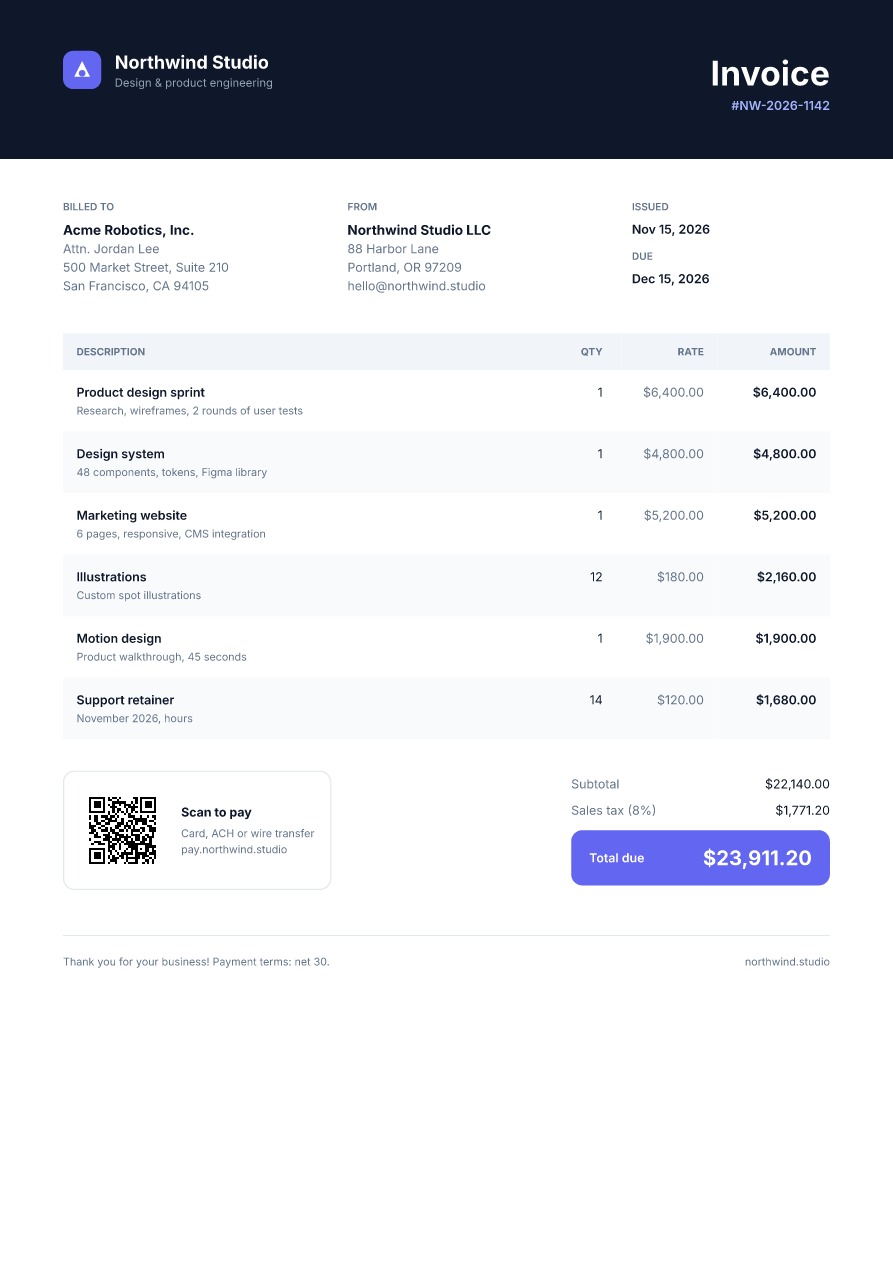 Northwind Studio
Design & product engineering
Invoice
#NW-2026-1142
BILLED TO
Acme Robotics, Inc.
Attn. Jordan Lee
500 Market Street, Suite 210
San Francisco, CA 94105
FROM
Northwind Studio LLC
88 Harbor Lane
Portland, OR 97209
hello@northwind.studio
ISSUED
Nov 15, 2026
DUE
Dec 15, 2026
DESCRIPTION QTY RATE AMOUNT
Product design sprint 1 $6,400.00 $6,400.00
Research, wireframes, 2 rounds of user tests
Design system 1 $4,800.00 $4,800.00
48 components, tokens, Figma library
Marketing website 1 $5,200.00 $5,200.00
6 pages, responsive, CMS integration
Illustrations 12 $180.00 $2,160.00
Custom spot illustrations
Motion design 1 $1,900.00 $1,900.00
Product walkthrough, 45 seconds
Support retainer 14 $120.00 $1,680.00
November 2026, hours
Scan to pay
Card, ACH or wire transfer
pay.northwind.studio
Subtotal $22,140.00
Sales tax (8%) $1,771.20
Total due $23,911.20
Thank you for your business! Payment terms: net 30.
northwind.studio